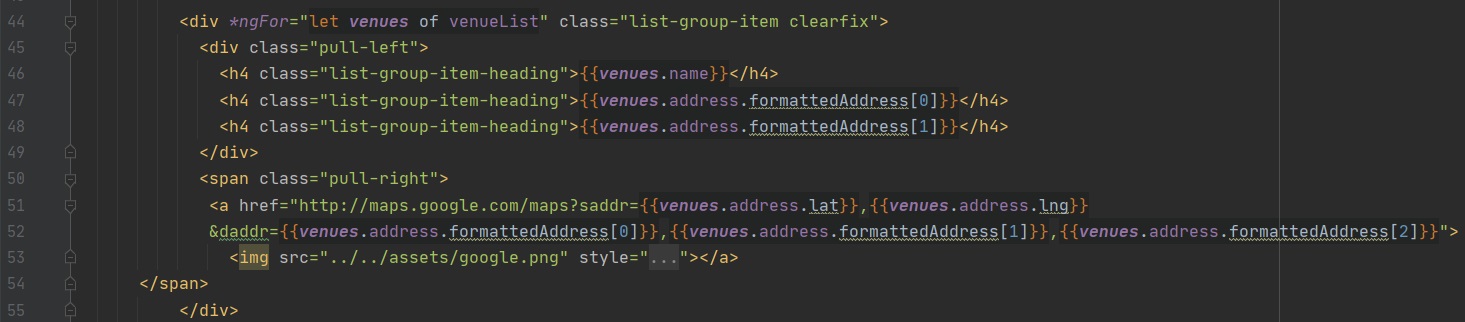 44 <div *ngFor="let venues of venueList" class="list-group-item clearfix">
45 <div class="pull-left">
46 <h4 class="list-group-item-heading">{{venues.name}}</h4>
47 <h4 class="list-group-item-heading">{{venues.address.formattedAddress[0]}}</h4>
48 <h4 class="list-group-item-heading">{{venues.address.formattedAddress[1]}}</h4>
49 </div>
50 <span class="pull-right">
51 <a href="http://maps.google.com/maps?saddr={{venues.address.lat}},{{venues.address.lng}}
52 &daddr={{venues.address.formattedAddress[0]}},{{venues.address.formattedAddress[1]}},{{venues.address.formattedAddress[2]}}">
53 <img src="../../assets/google.png" style="..."></a>
54 </span>
55 </div>